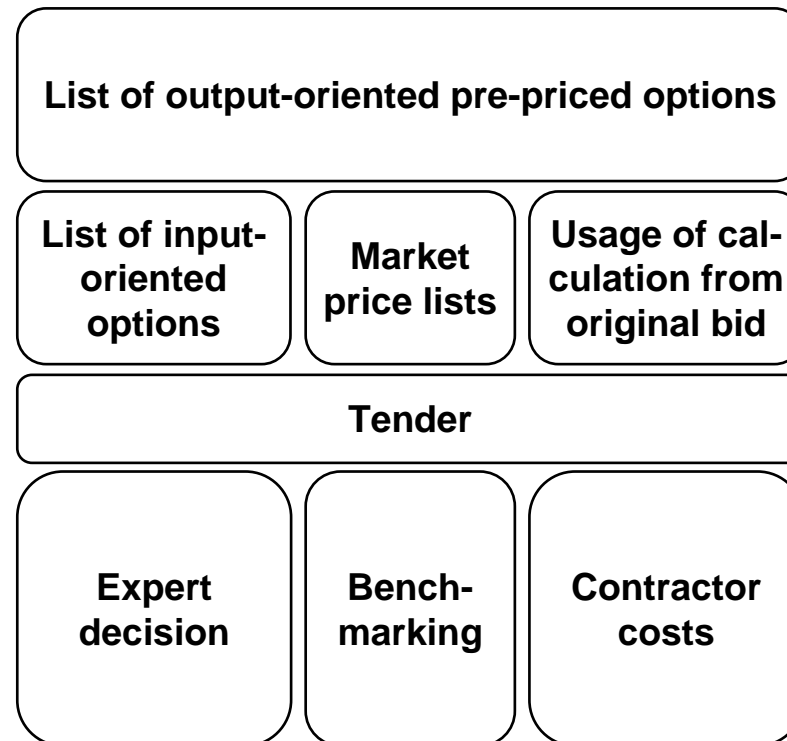 List of output-oriented pre-priced options
List of input-
oriented
options
Market
price lists
Usage of cal-
culation from
original bid
Tender
Expert
decision
Bench-
marking
Contractor
costs